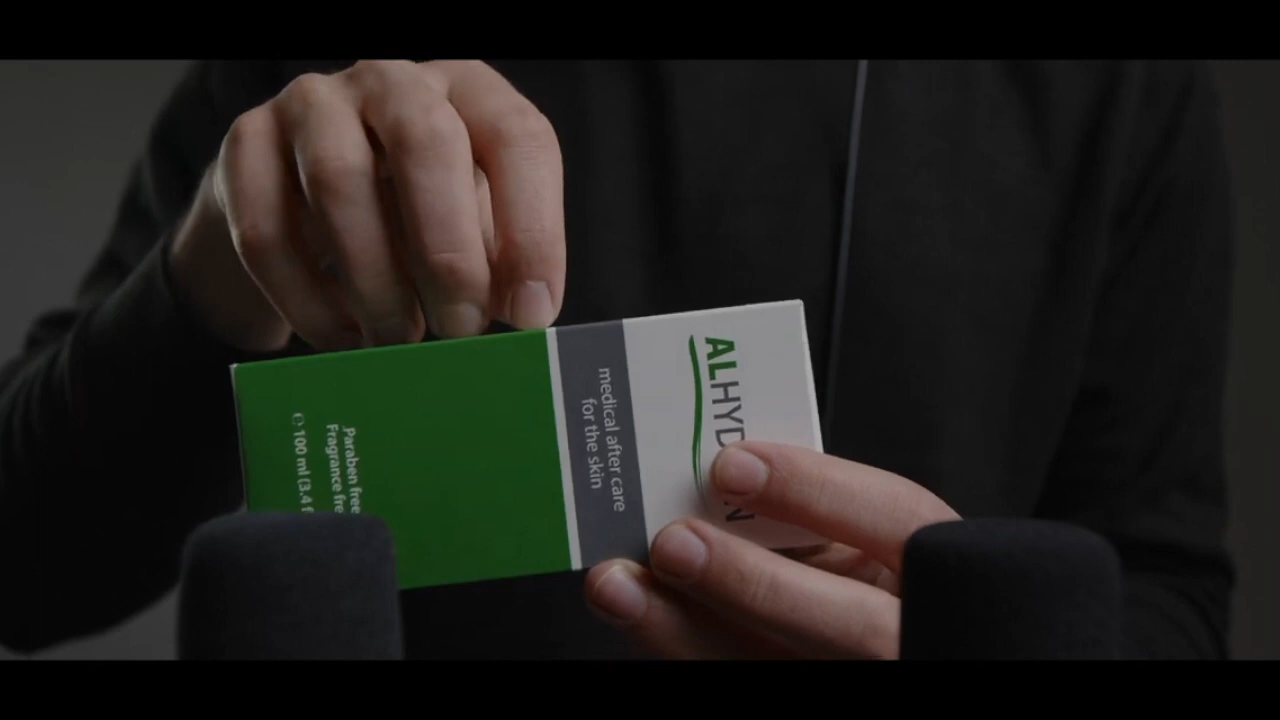 ALHYD N
medical after care
for the skin
Paraben free
Fragrance fre
℮ 100 ml (3.4 f